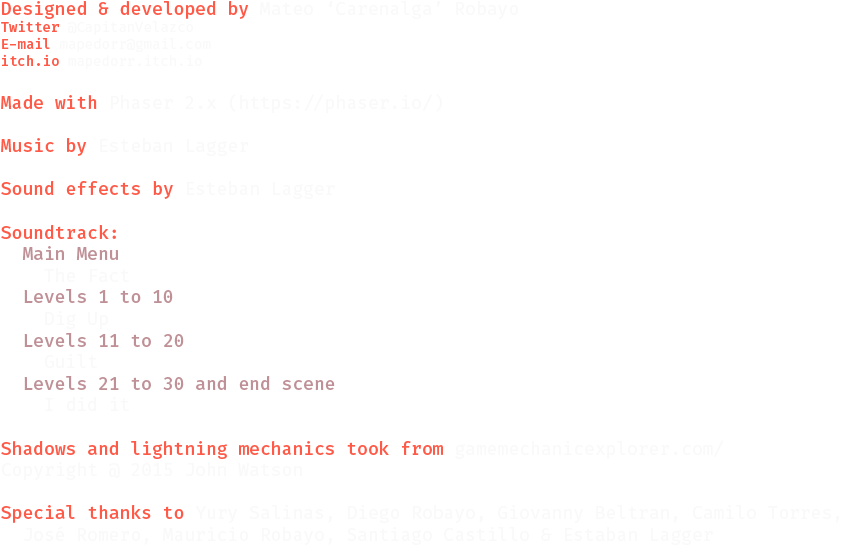 Designed & developed by Mateo 'Carenalga' Robayo
Twitter
E-mail mapedorr@gmail.com
itch.io mapedorr.itch.io
Made with Phaser 2.x (https://phaser.io/)
Music by Esteban Lagger
Sound effects by Esteban Lagger
Soundtrack:
Main Menu
The Fact
Levels 1 to 10
Dig Up
Levels 11 to 20
Guilt
Levels 21 to 30 and end scene
I did it
Shadows and lightning mechanics took from gamemechanicexplorer.com/
Copyright @ 2015 John Watson
Special thanks to Yury Salinas, Diego Robayo, Giovanny Beltran, Camilo Torres,
Jose Romero, Mauricio Robayo, Santiago Castillo & Estaban Lagger